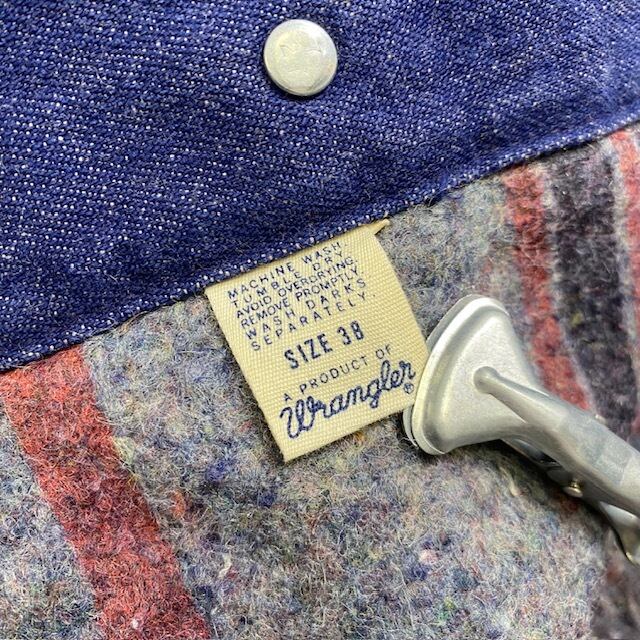 MACHINE WASH.
TUMBLE DRY.
AVOID OVERDRYING.
REMOVE PROMPTLY.
WASH DARKS
SEPARATELY.
SIZE 38
A PRODUCT OF
Wrangler®